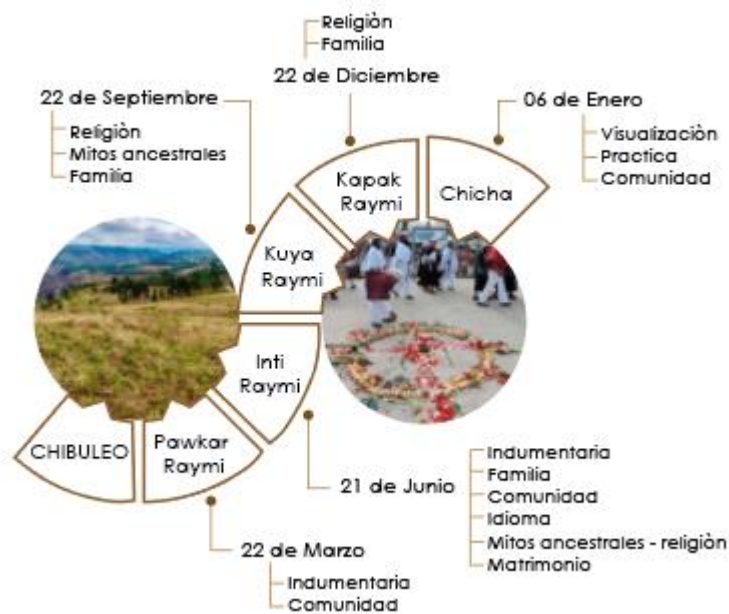 Religiòn
Familia
22 de Diciembre
22 de Septiembre
Religiòn
Mitos ancestrales
Familia
06 de Enero
Visualizaciòn
Practica
Comunidad
Kapak
Raymi
Chicha
Kuya
Raymi
Inti
Raymi
CHIBULEO
Pawkar
Raymi
21 de Junio
Indumentaria
Familia
Comunidad
Idioma
Mitos ancestrales - religiòn
Matrimonio
22 de Marzo
Indumentaria
Comunidad